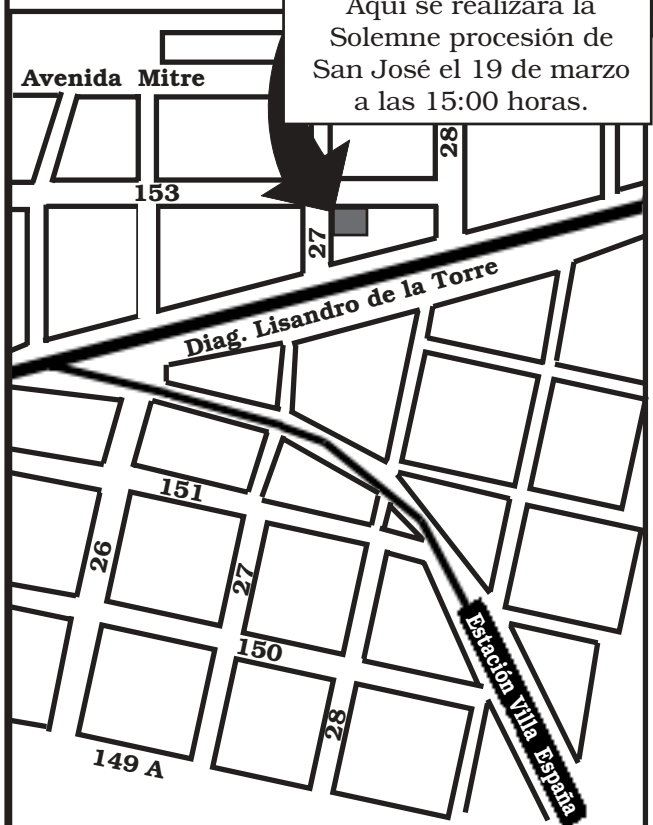 Aquí se realizará la
Solemne procesión de
San José el 19 de marzo
a las 15:00 horas.
Avenida Mitre
28
153
27
Diag. Lisandro de la Torre
151
26
27
150
28
149 A
Estación Villa España